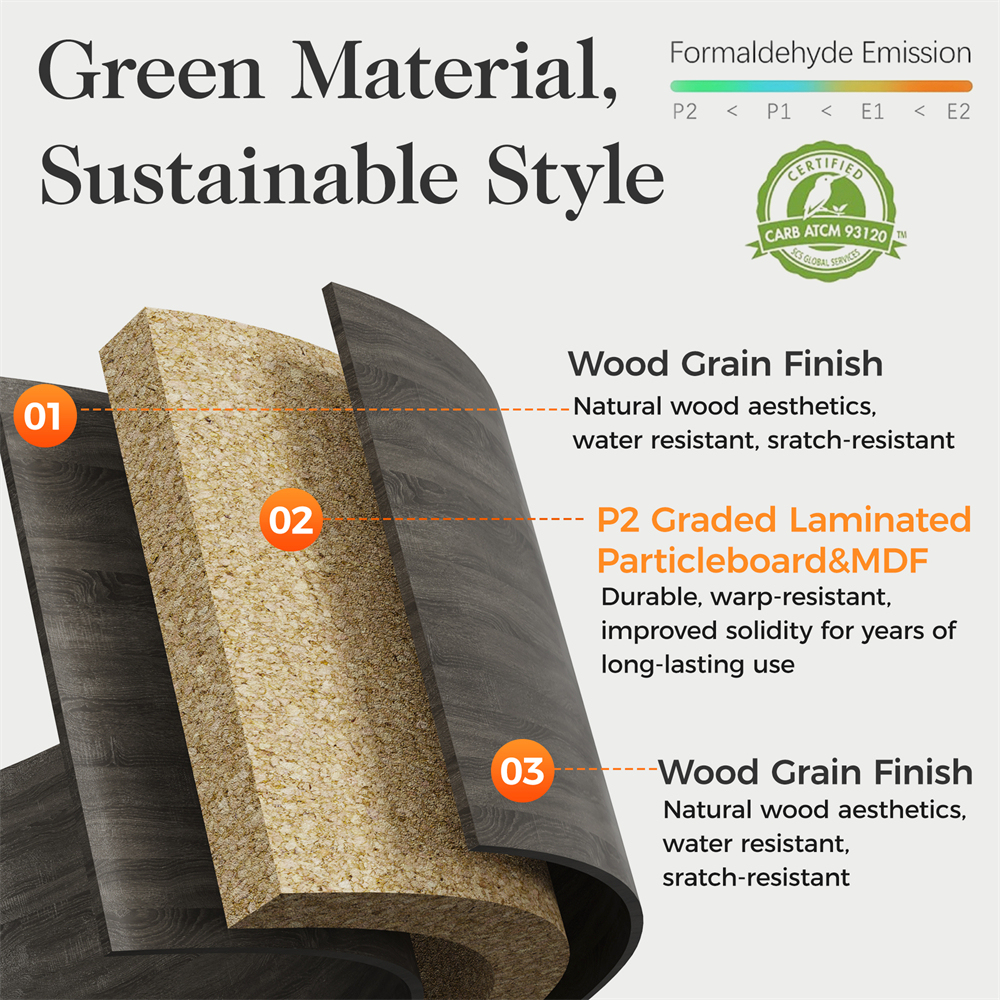 Green Material,
Sustainable Style
Formaldehyde Emission
P2 < P1 < E1 < E2
CERTIFIED
CARB ATCM 93120 TM
SCS GLOBAL SERVICES
01
Wood Grain Finish
Natural wood aesthetics,
water resistant, sratch-resistant
02
P2 Graded Laminated
Particleboard&MDF
Durable, warp-resistant,
improved solidity for years of
long-lasting use
03
Wood Grain Finish
Natural wood aesthetics,
water resistant,
sratch-resistant